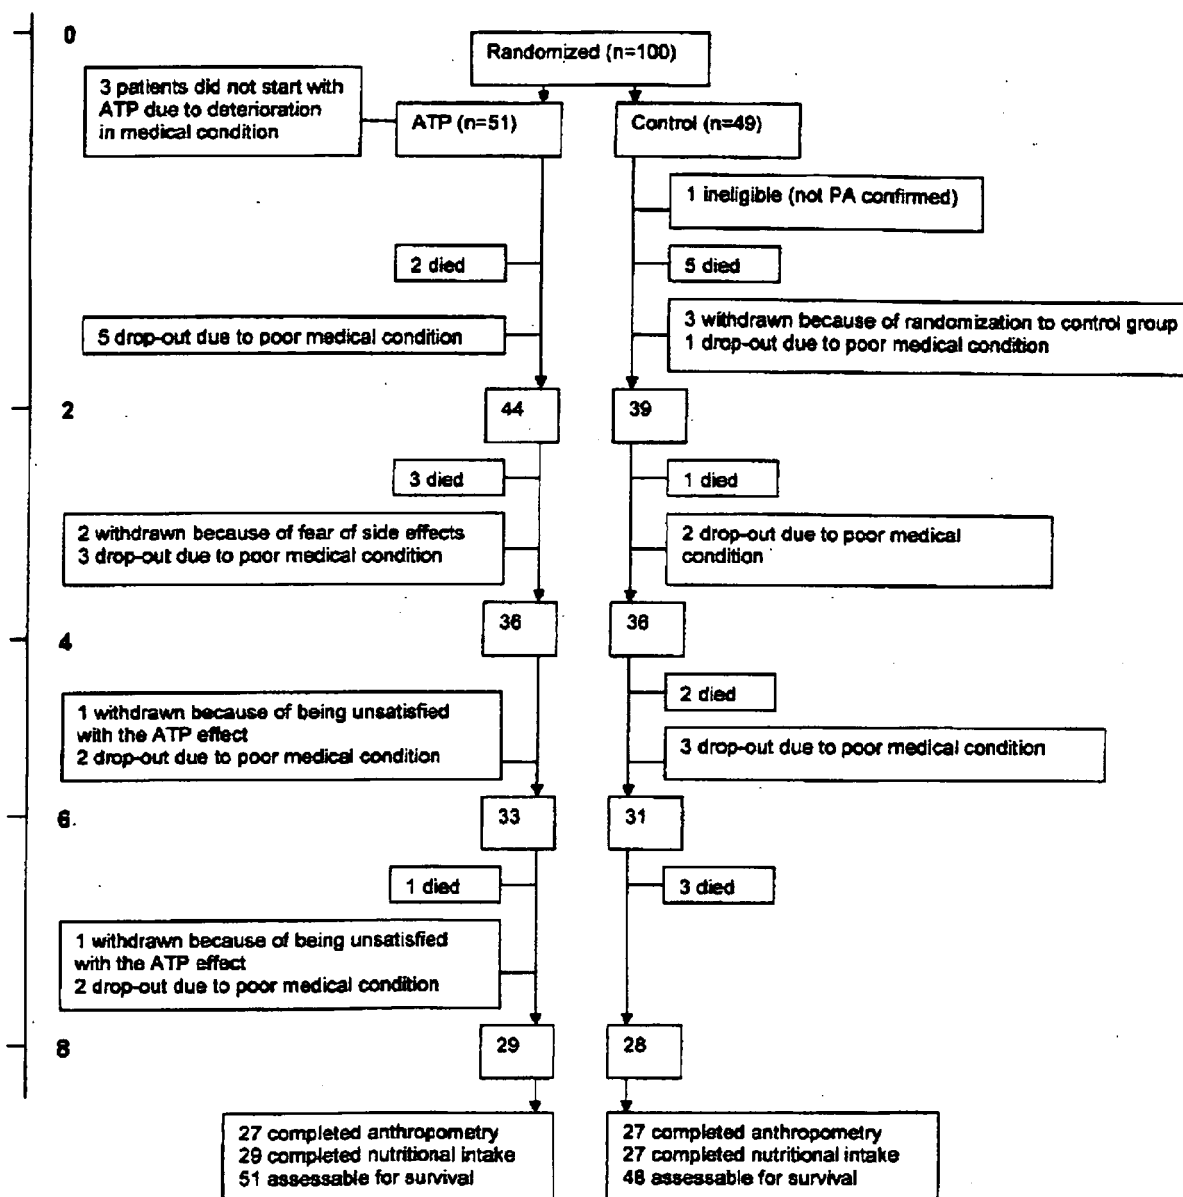 0
Randomized (n=100)
3 patients did not start with
ATP due to deterioration
in medical condition
ATP (n=51)
Control (n=49)
1 ineligible (not PA confirmed)
2 died
5 died
5 drop-out due to poor medical condition
3 withdrawn because of randomization to control group
1 drop-out due to poor medical condition
2
44
39
3 died
1 died
2 withdrawn because of fear of side effects
3 drop-out due to poor medical condition
2 drop-out due to poor medical
condition
4
36
36
2 died
1 withdrawn because of being unsatisfied
with the ATP effect
2 drop-out due to poor medical condition
3 drop-out due to poor medical condition
6
33
31
1 died
3 died
1 withdrawn because of being unsatisfied
with the ATP effect
2 drop-out due to poor medical condition
8
29
28
27 completed anthropometry
29 completed nutritional intake
51 assessable for survival
27 completed anthropometry
27 completed nutritional intake
48 assessable for survival